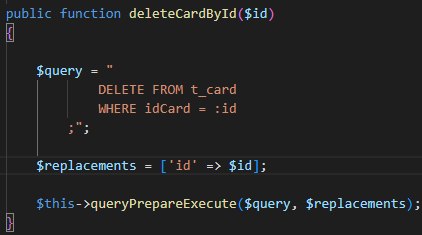 public function deleteCardById($id)
{
$query = "
DELETE FROM t_card
WHERE idCard = :id
;";
$replacements = ['id' => $id];
$this->queryPrepareExecute($query, $replacements);
}